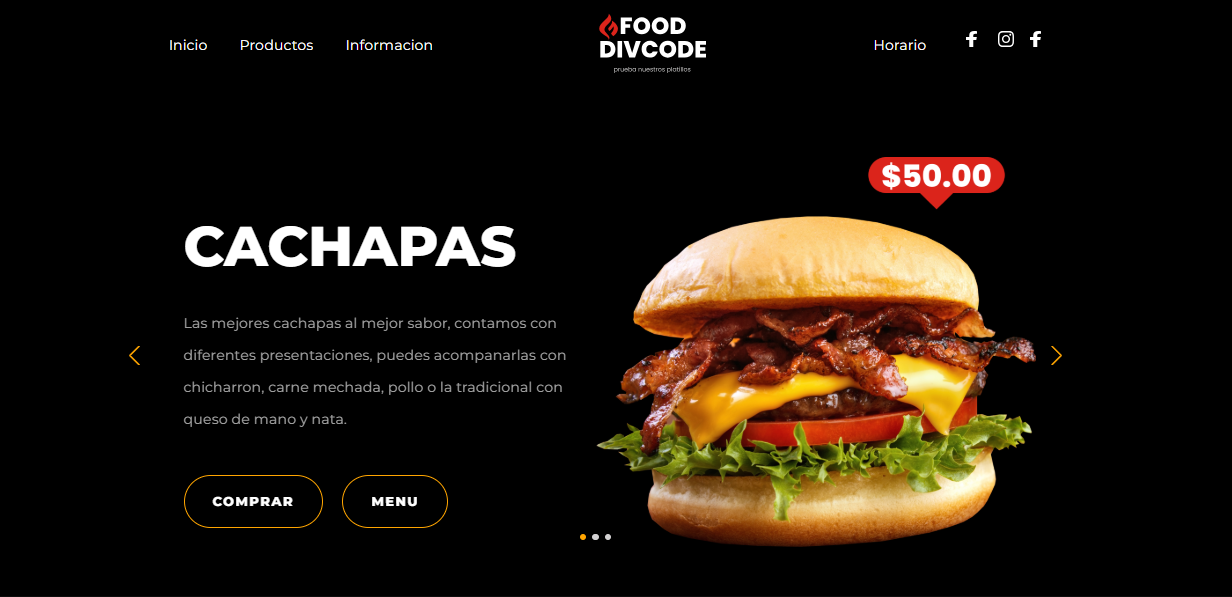 Inicio Productos Informacion
FOOD
DIVCODE
prueba nuestros platillos
Horario
$50.00
CACHAPAS
Las mejores cachapas al mejor sabor, contamos con
diferentes presentaciones, puedes acompanarlas con
chicharron, carne mechada, pollo o la tradicional con
queso de mano y nata.
COMPRAR MENU